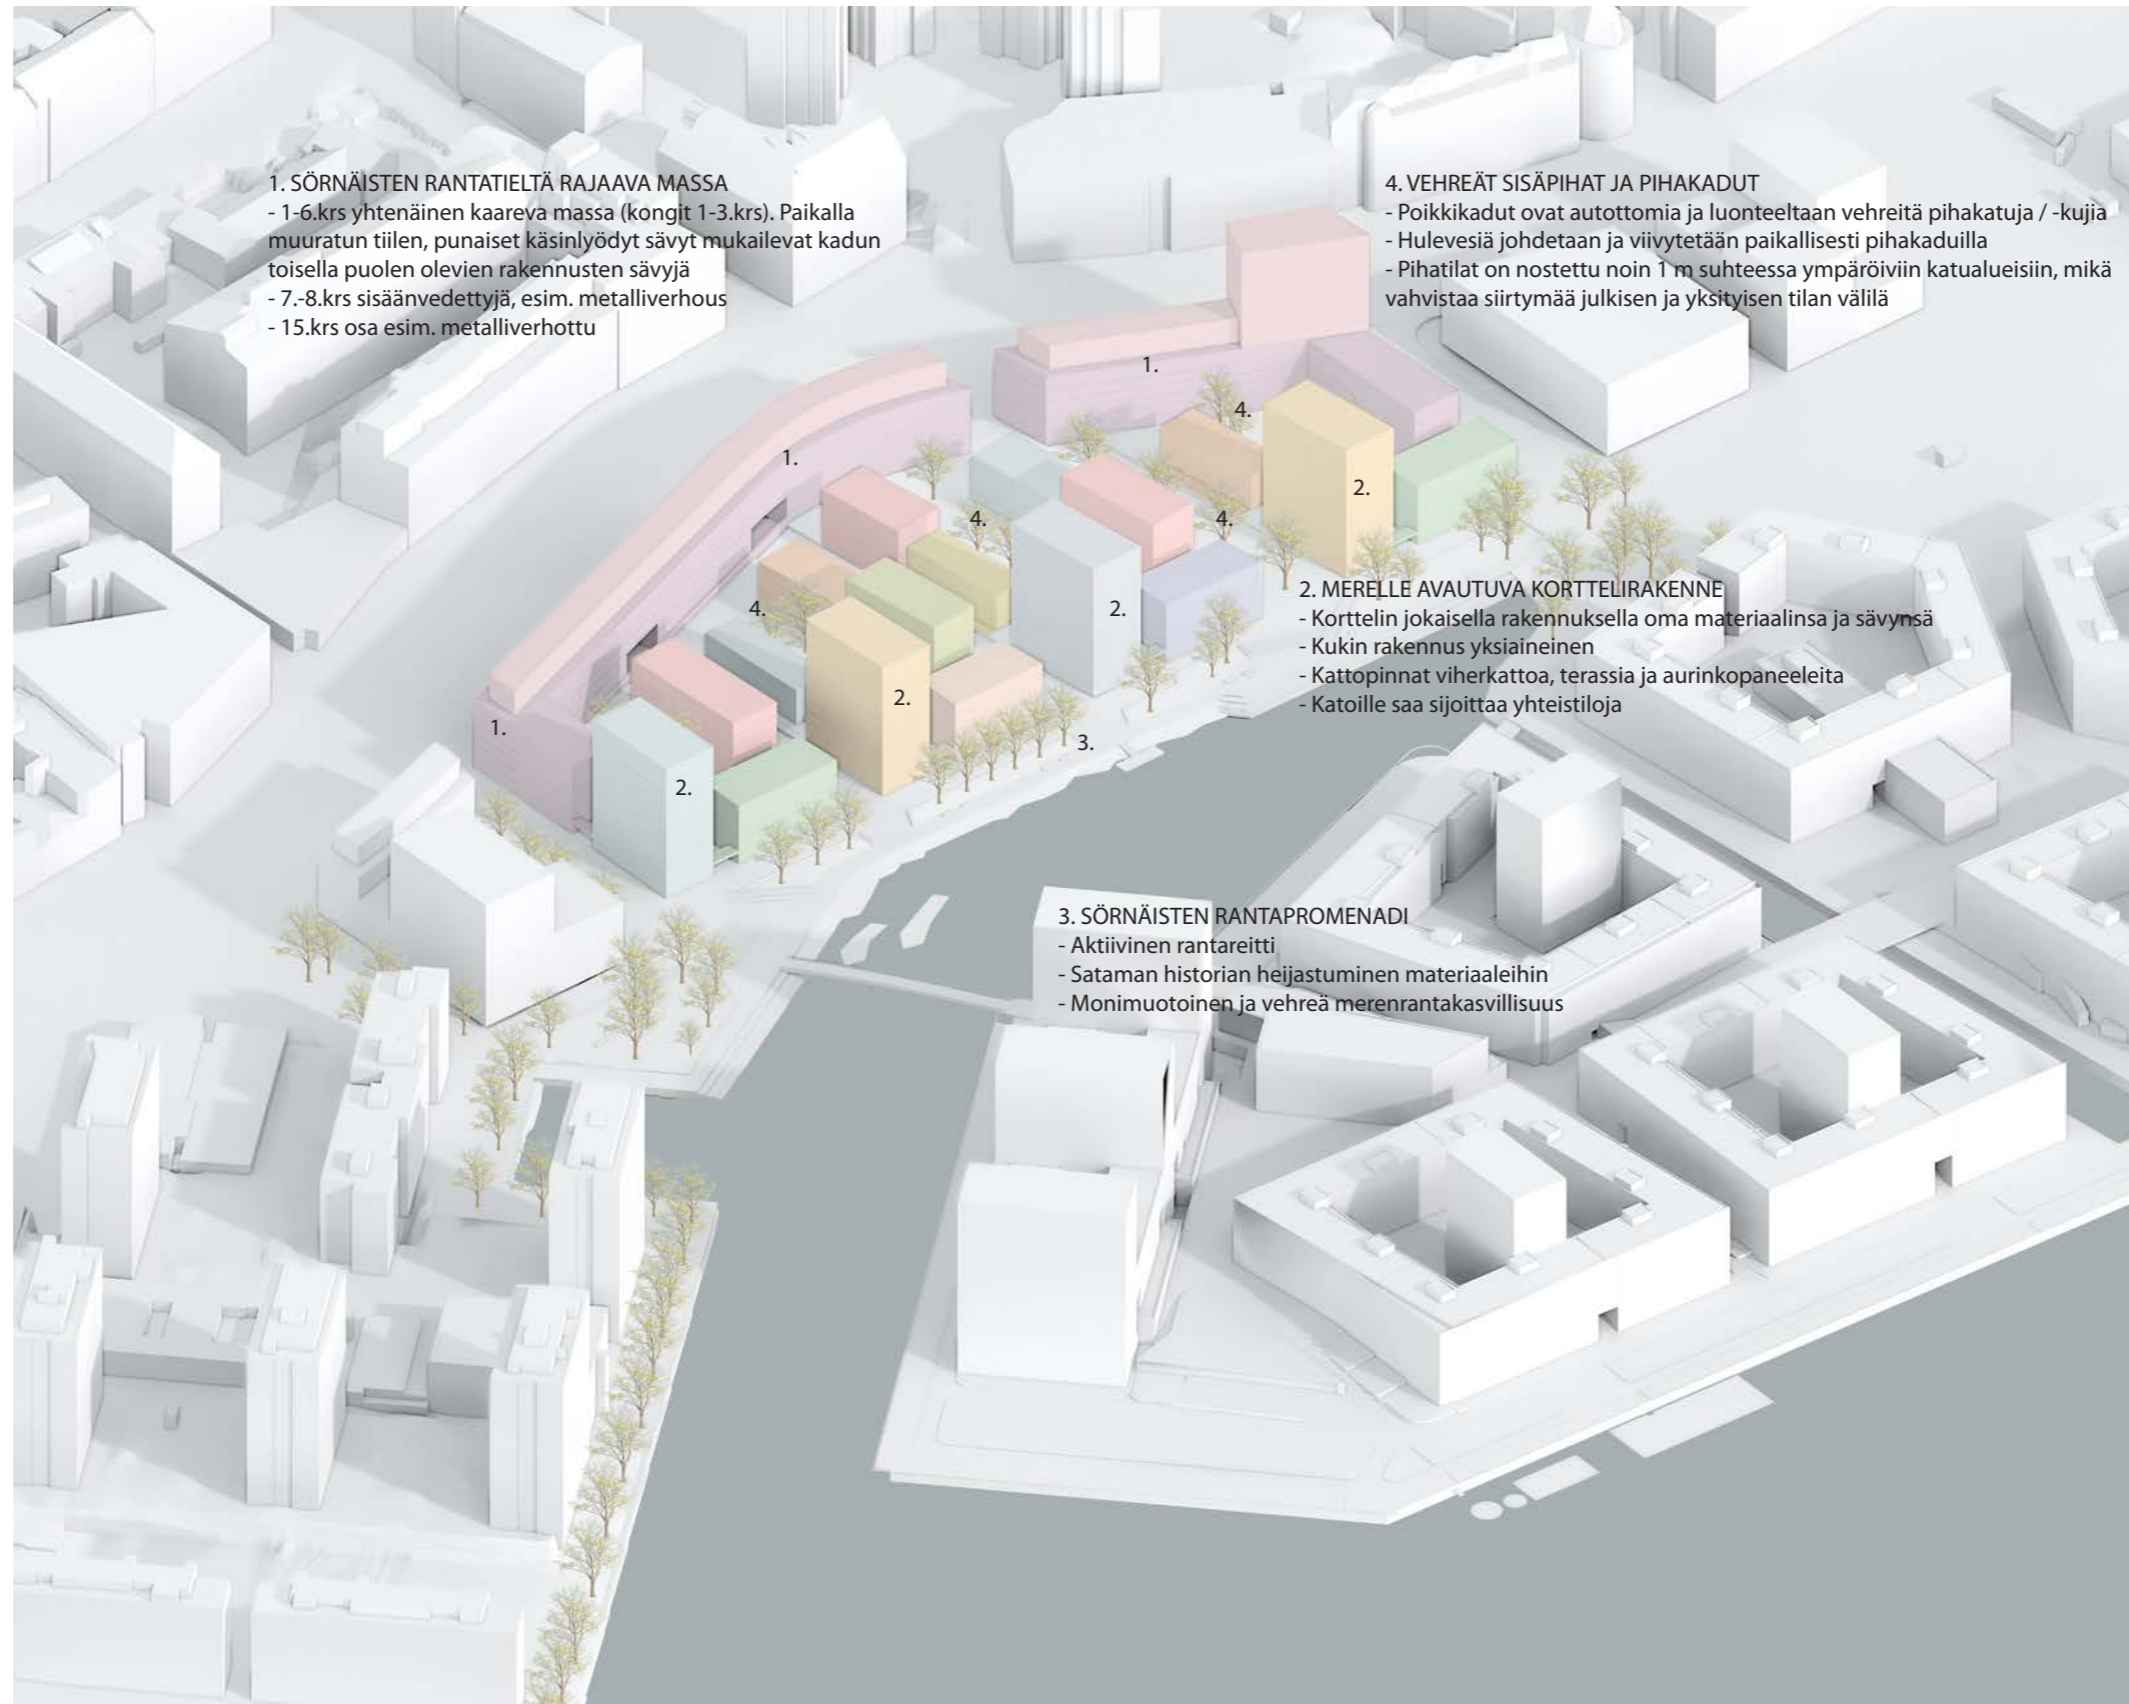 1. SÖRNÄISTEN RANTATIELTÄ RAJAAVA MASSA
- 1-6.krs yhtenäinen kaareva massa (kongit 1-3.krs). Paikalla
muuratun tiilen, punaiset käsinlyödyt sävyt mukailevat kadun
toisella puolen olevien rakennusten sävyjä
- 7.-8.krs sisäänvedettyjä, esim. metalliverhous
- 15.krs osa esim. metalliverhottu
4. VEHREÄT SISÄPIHAT JA PIHAKADUT
- Poikkikadut ovat autottomia ja luonteeltaan vehreitä pihakatuja / -kujia
- Hulevesiä johdetaan ja viivytetään paikallisesti pihakaduilla
- Pihatilat on nostettu noin 1 m suhteessa ympäröiviin katualueisiin, mikä
vahvistaa siirtymää julkisen ja yksityisen tilan välilä
1.
4.
1.
2.
4.
4.
2. MERELLE AVAUTUVA KORTTELIRAKENNE
- Korttelin jokaisella rakennuksella oma materiaalinsa ja sävynsä
- Kukin rakennus yksiaineinen
- Kattopinnat viherkattoa, terassia ja aurinkopaneeleita
- Katoille saa sijoittaa yhteistiloja
4.
2.
2.
1.
3.
2.
3. SÖRNÄISTEN RANTAPROMENADI
- Aktiivinen rantareitti
- Sataman historian heijastuminen materiaaleihin
- Monimuotoinen ja vehreä merenrantakasvillisuus